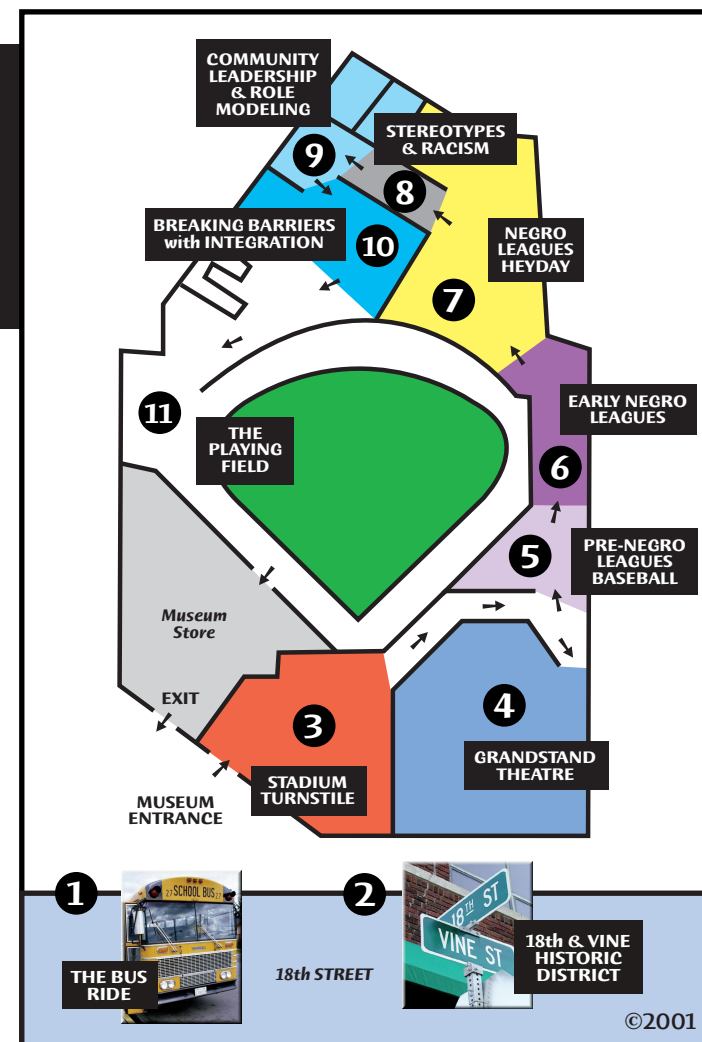 COMMUNITY
LEADERSHIP
& ROLE
MODELING
9
STEREOTYPES
& RACISM
8
BREAKING BARRIERS
with INTEGRATION
10
NEGRO
LEAGUES
HEYDAY
7
11
THE
PLAYING
FIELD
EARLY NEGRO
LEAGUES
6
5
PRE-NEGRO
LEAGUES
BASEBALL
Museum
Store
EXIT
3
STADIUM
TURNSTILE
4
GRANDSTAND
THEATRE
MUSEUM
ENTRANCE
1
27 SCHOOL BUS 27
THE BUS
RIDE
18th STREET
2
18TH ST
VINE ST
18th & VINE
HISTORIC
DISTRICT
©2001